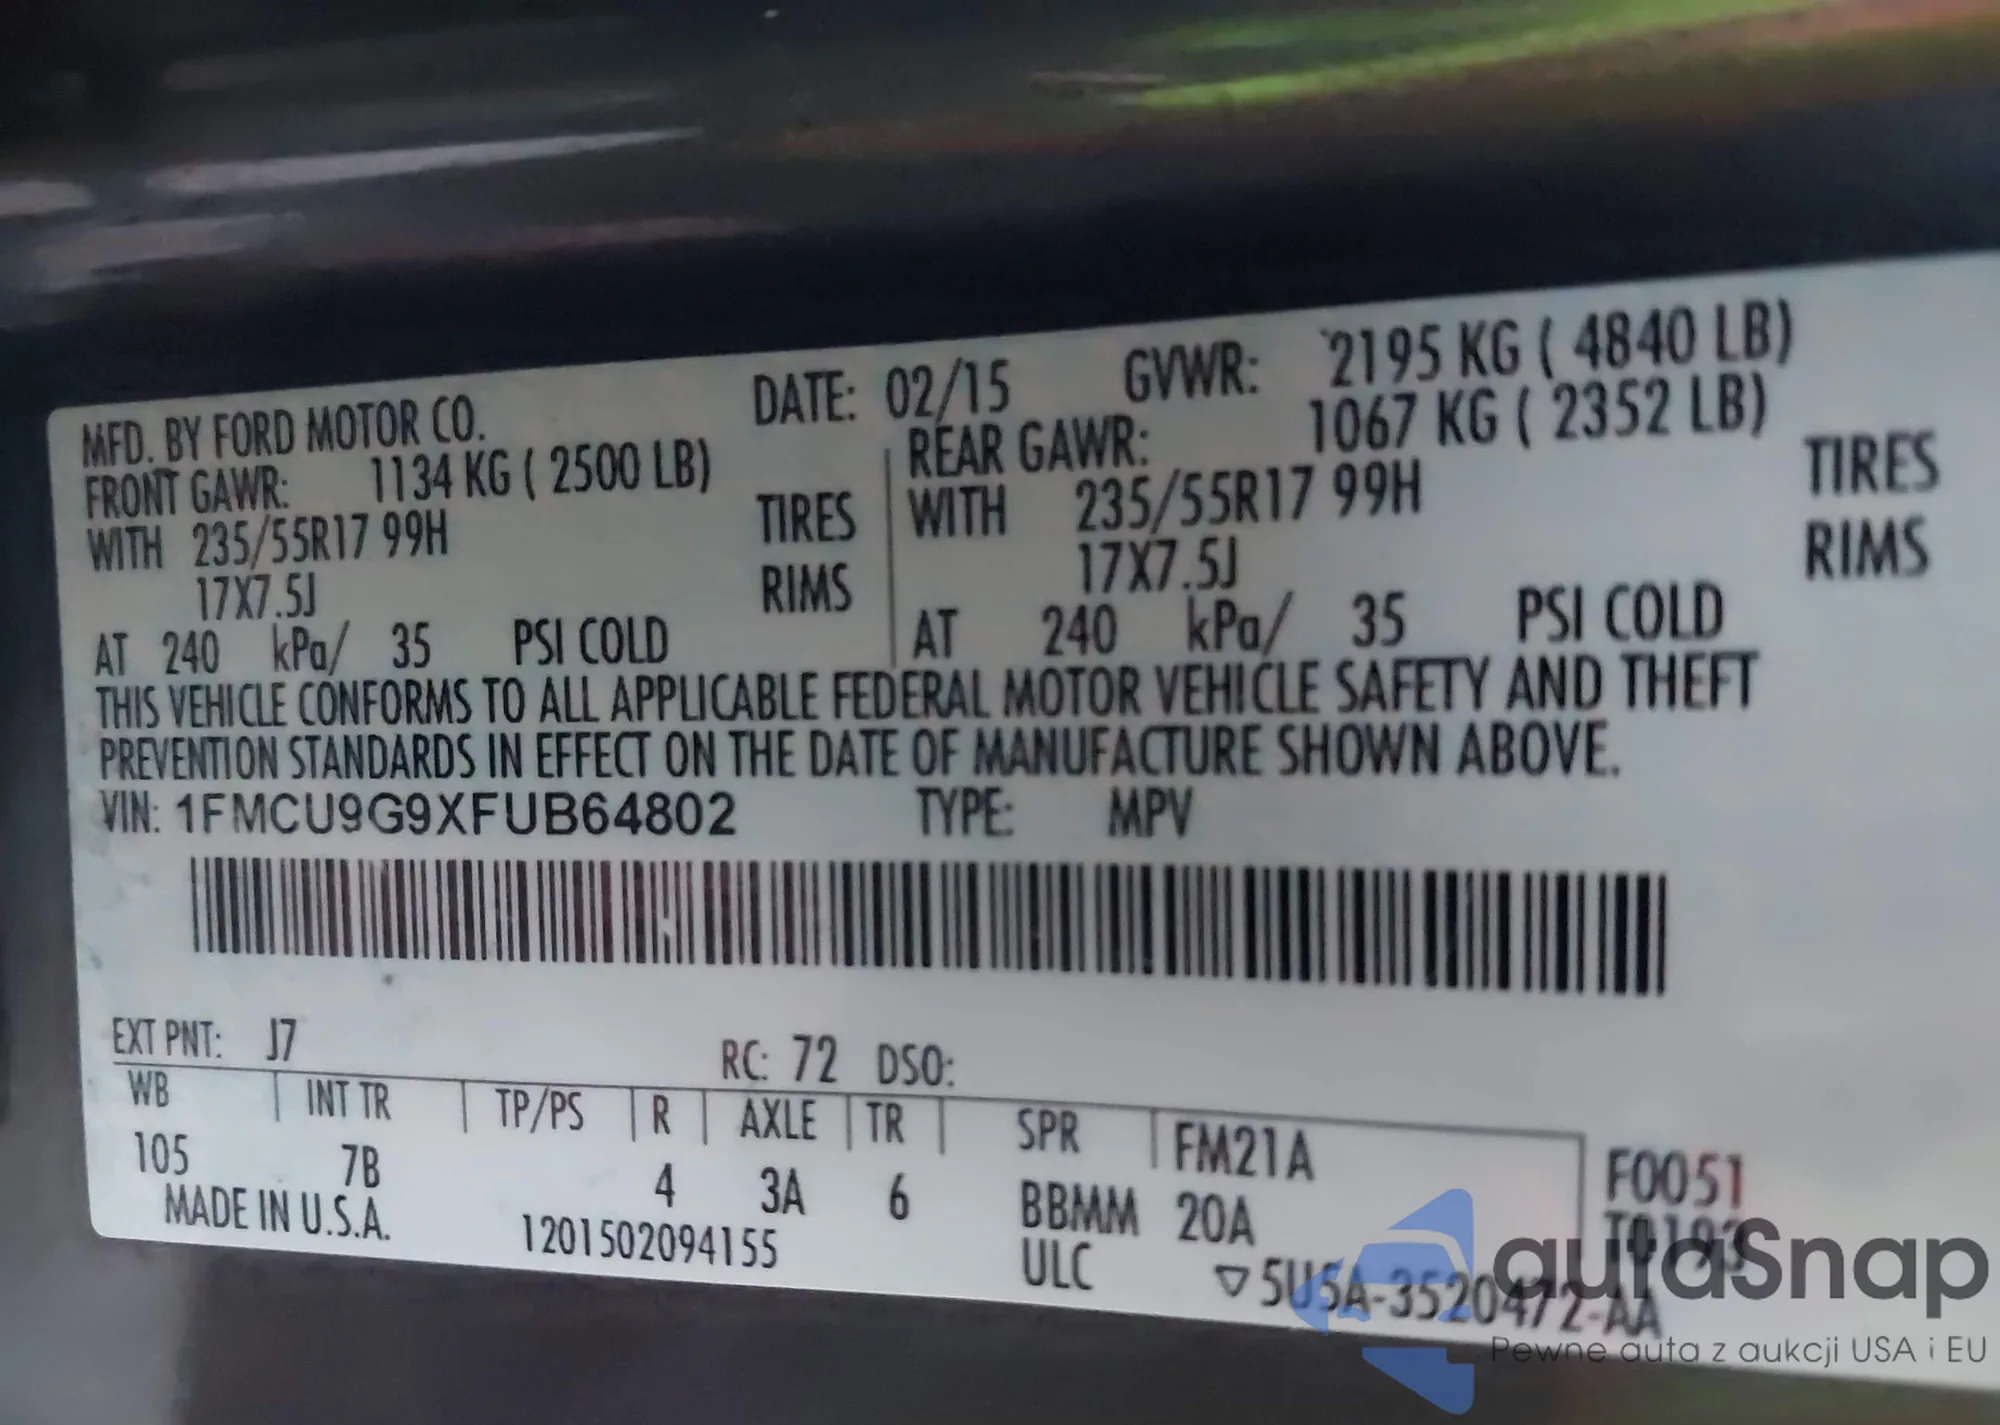 MFD. BY FORD MOTOR CO. DATE: 02/15 GVWR: 2195 KG ( 4840 LB)
FRONT GAWR: 1134 KG ( 2500 LB) REAR GAWR: 1067 KG ( 2352 LB)
WITH 235/55R17 99H TIRES WITH 235/55R17 99H TIRES
17X7.5J RIMS 17X7.5J RIMS
AT 240 kPa/ 35 PSI COLD AT 240 kPa/ 35 PSI COLD
THIS VEHICLE CONFORMS TO ALL APPLICABLE FEDERAL MOTOR VEHICLE SAFETY AND THEFT
PREVENTION STANDARDS IN EFFECT ON THE DATE OF MANUFACTURE SHOWN ABOVE.
VIN: 1FMCU9G9XFUB64802 TYPE: MPV
EXT PNT: J7 RC: 72 DSO:
WB INT TR TP/PS R AXLE TR SPR FM21A F0051
105 7B 4 3A 6 BBMM 20A T0193
MADE IN U.S.A. 1201502094155 ULC ▽5U5A-3520472-AA
autaSnap
Pewne auta z aukcji USA i EU